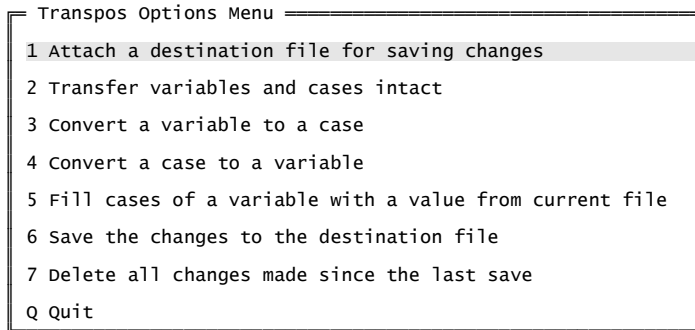 Transpos Options Menu
1 Attach a destination file for saving changes
2 Transfer variables and cases intact
3 Convert a variable to a case
4 Convert a case to a variable
5 Fill cases of a variable with a value from current file
6 Save the changes to the destination file
7 Delete all changes made since the last save
Q Quit